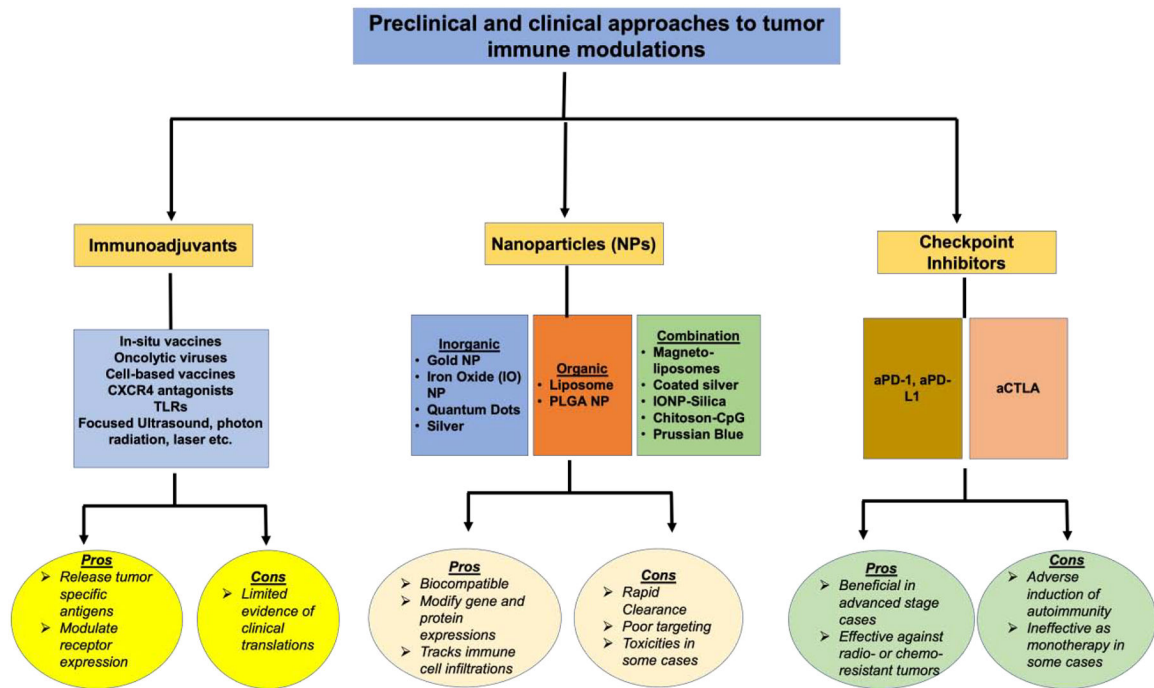 Preclinical and clinical approaches to tumor
immune modulations
Immunoadjuvants
Nanoparticles (NPs)
Checkpoint
Inhibitors
In-situ vaccines
Oncolytic viruses
Cell-based vaccines
CXCR4 antagonists
TLRs
Focused Ultrasound, photon
radiation, laser etc.
Inorganic
• Gold NP
• Iron Oxide (IO)
NP
• Quantum Dots
• Silver
Organic
• Liposome
• PLGA NP
Combination
• Magneto-
liposomes
• Coated silver
• IONP-Silica
• Chitoson-CpG
• Prussian Blue
aPD-1, aPD-
L1
aCTLA
Pros
➢ Release tumor
specific
antigens
➢ Modulate
receptor
expression
Cons
➢ Limited
evidence of
clinical
translations
Pros
➢ Biocompatible
➢ Modify gene and
protein
expressions
➢ Tracks immune
cell infiltrations
Cons
➢ Rapid
Clearance
➢ Poor targeting
➢ Toxicities in
some cases
Pros
➢ Beneficial in
advanced stage
cases
➢ Effective against
radio- or chemo-
resistant tumors
Cons
➢ Adverse
induction of
autoimmunity
➢ Ineffective as
monotherapy in
some cases